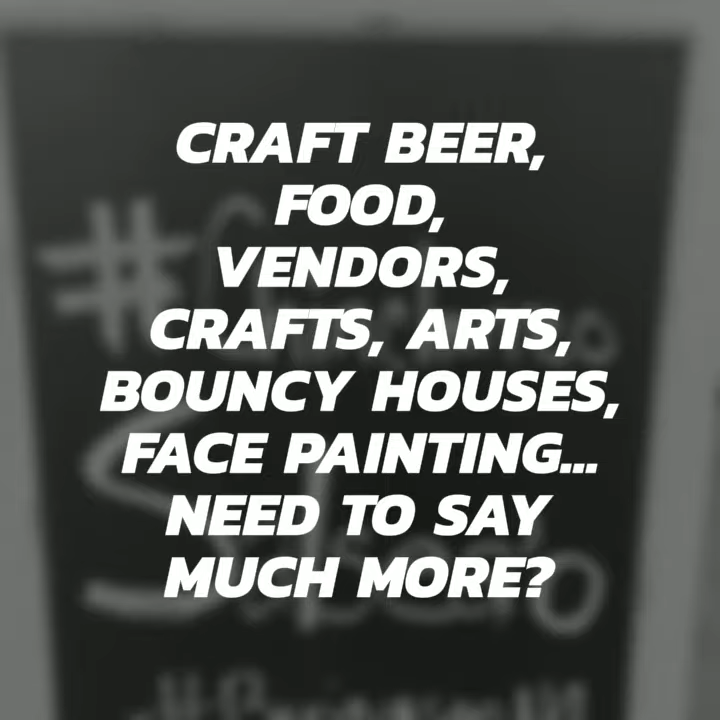 CRAFT BEER,
FOOD,
VENDORS,
CRAFTS, ARTS,
BOUNCY HOUSES,
FACE PAINTING...
NEED TO SAY
MUCH MORE?